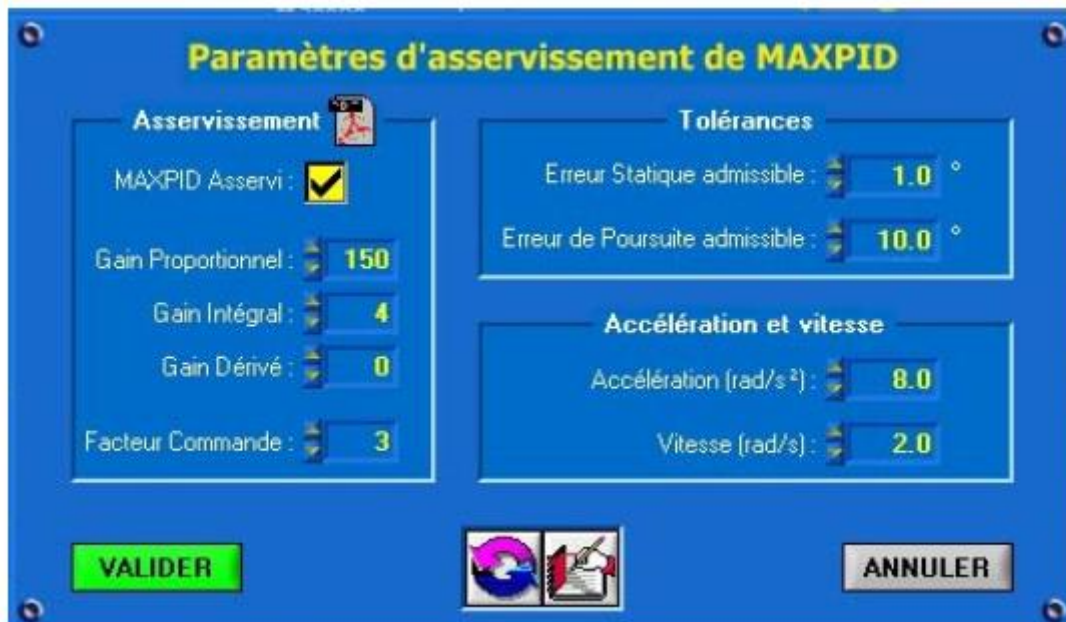 Paramètres d'asservissement de MAXPID
Asservissement
MAXPID Asservi :
Gain Proportionnel : 150
Gain Intégral : 4
Gain Dérivé : 0
Facteur Commande : 3
Tolérances
Erreur Statique admissible : 1.0 °
Erreur de Poursuite admissible : 10.0 °
Accélération et vitesse
Accélération (rad/s²) : 8.0
Vitesse (rad/s) : 2.0
VALIDER
ANNULER